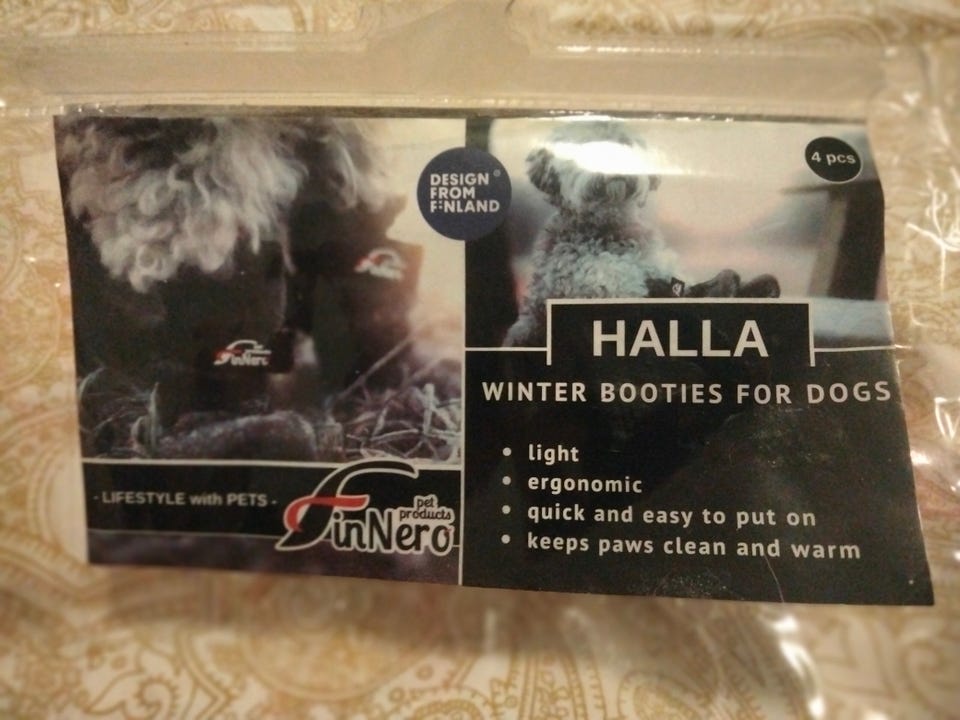 DESIGN
FROM
FINLAND
4 pcs
FinNero
HALLA
WINTER BOOTIES FOR DOGS
• light
• ergonomic
• quick and easy to put on
• keeps paws clean and warm
- LIFESTYLE with PETS -
FinNero
pet
products